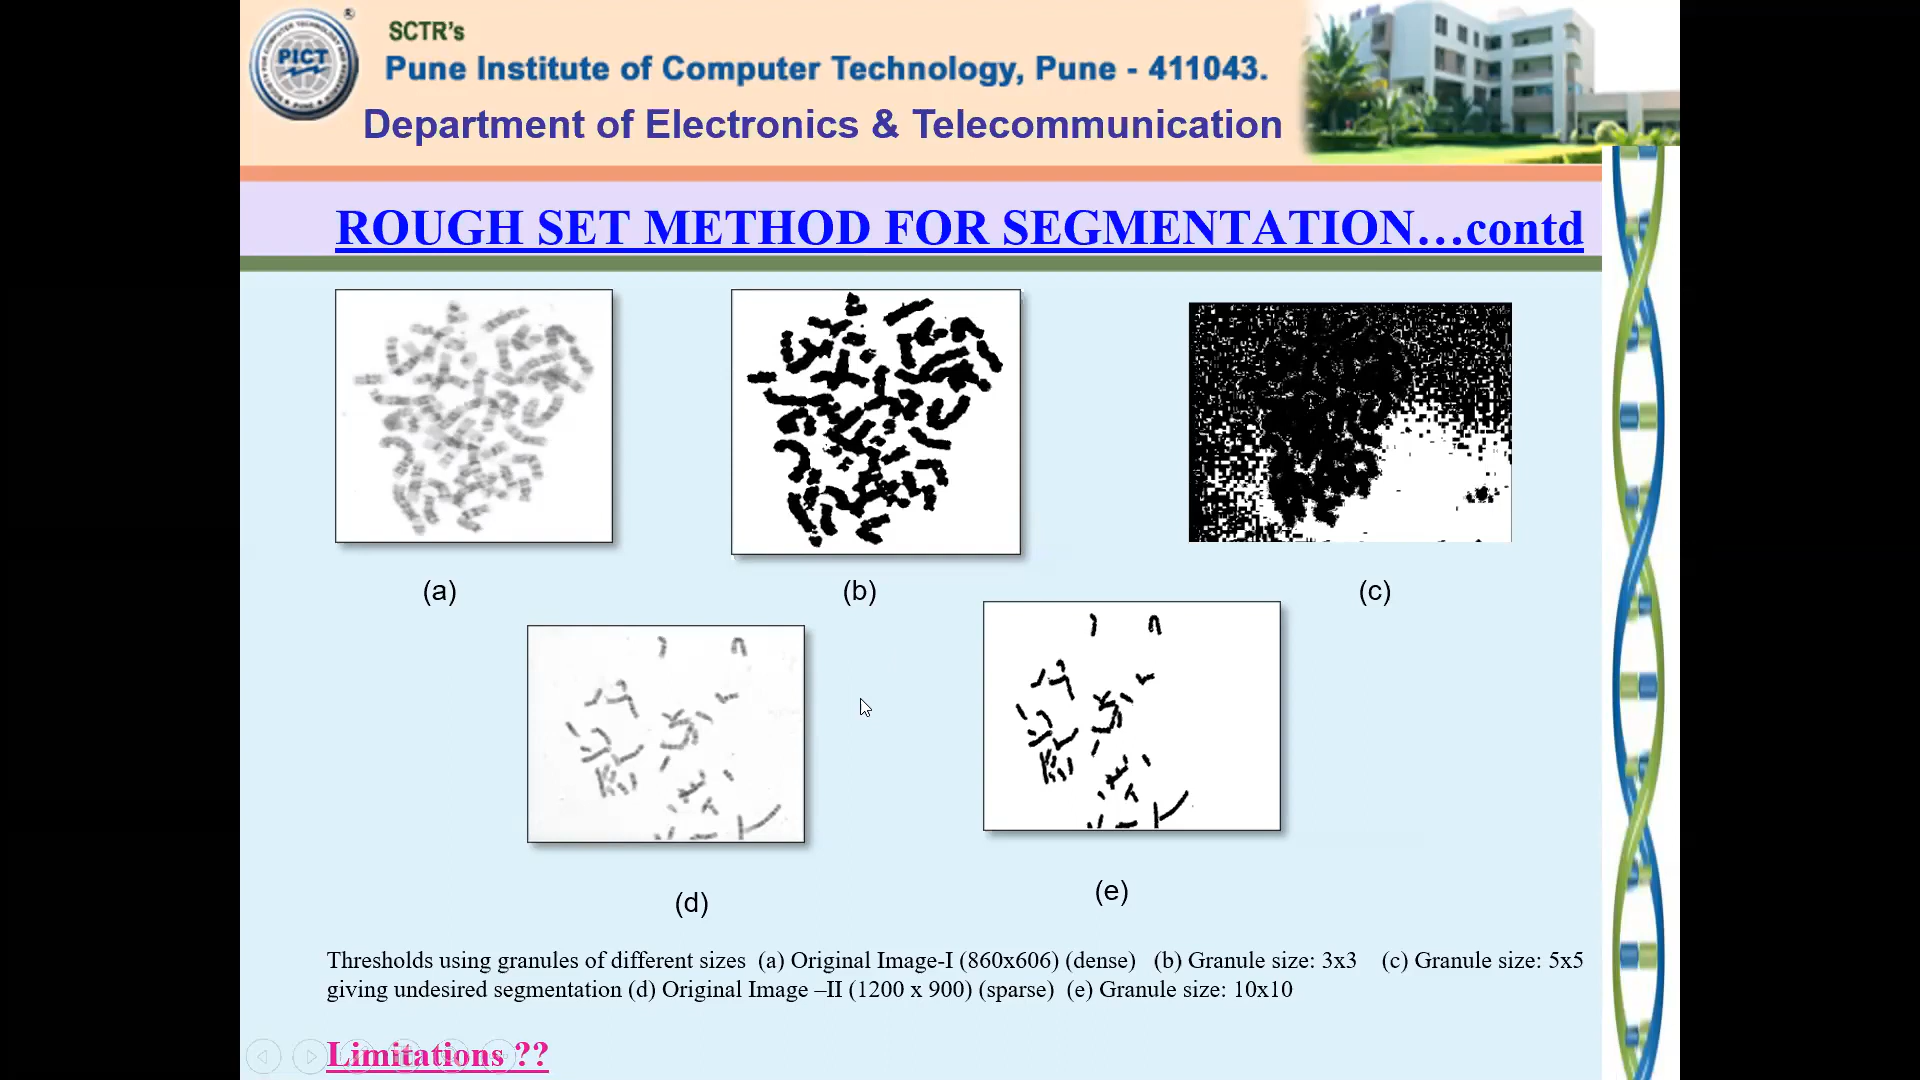 SCTR's
PICT
Pune Institute of Computer Technology, Pune - 411043.
Department of Electronics & Telecommunication
ROUGH SET METHOD FOR SEGMENTATION…contd
(a)
(b)
(c)
(d)
(e)
Thresholds using granules of different sizes (a) Original Image-I (860x606) (dense) (b) Granule size: 3x3 (c) Granule size: 5x5
giving undesired segmentation (d) Original Image –II (1200 x 900) (sparse) (e) Granule size: 10x10
Limitations ??